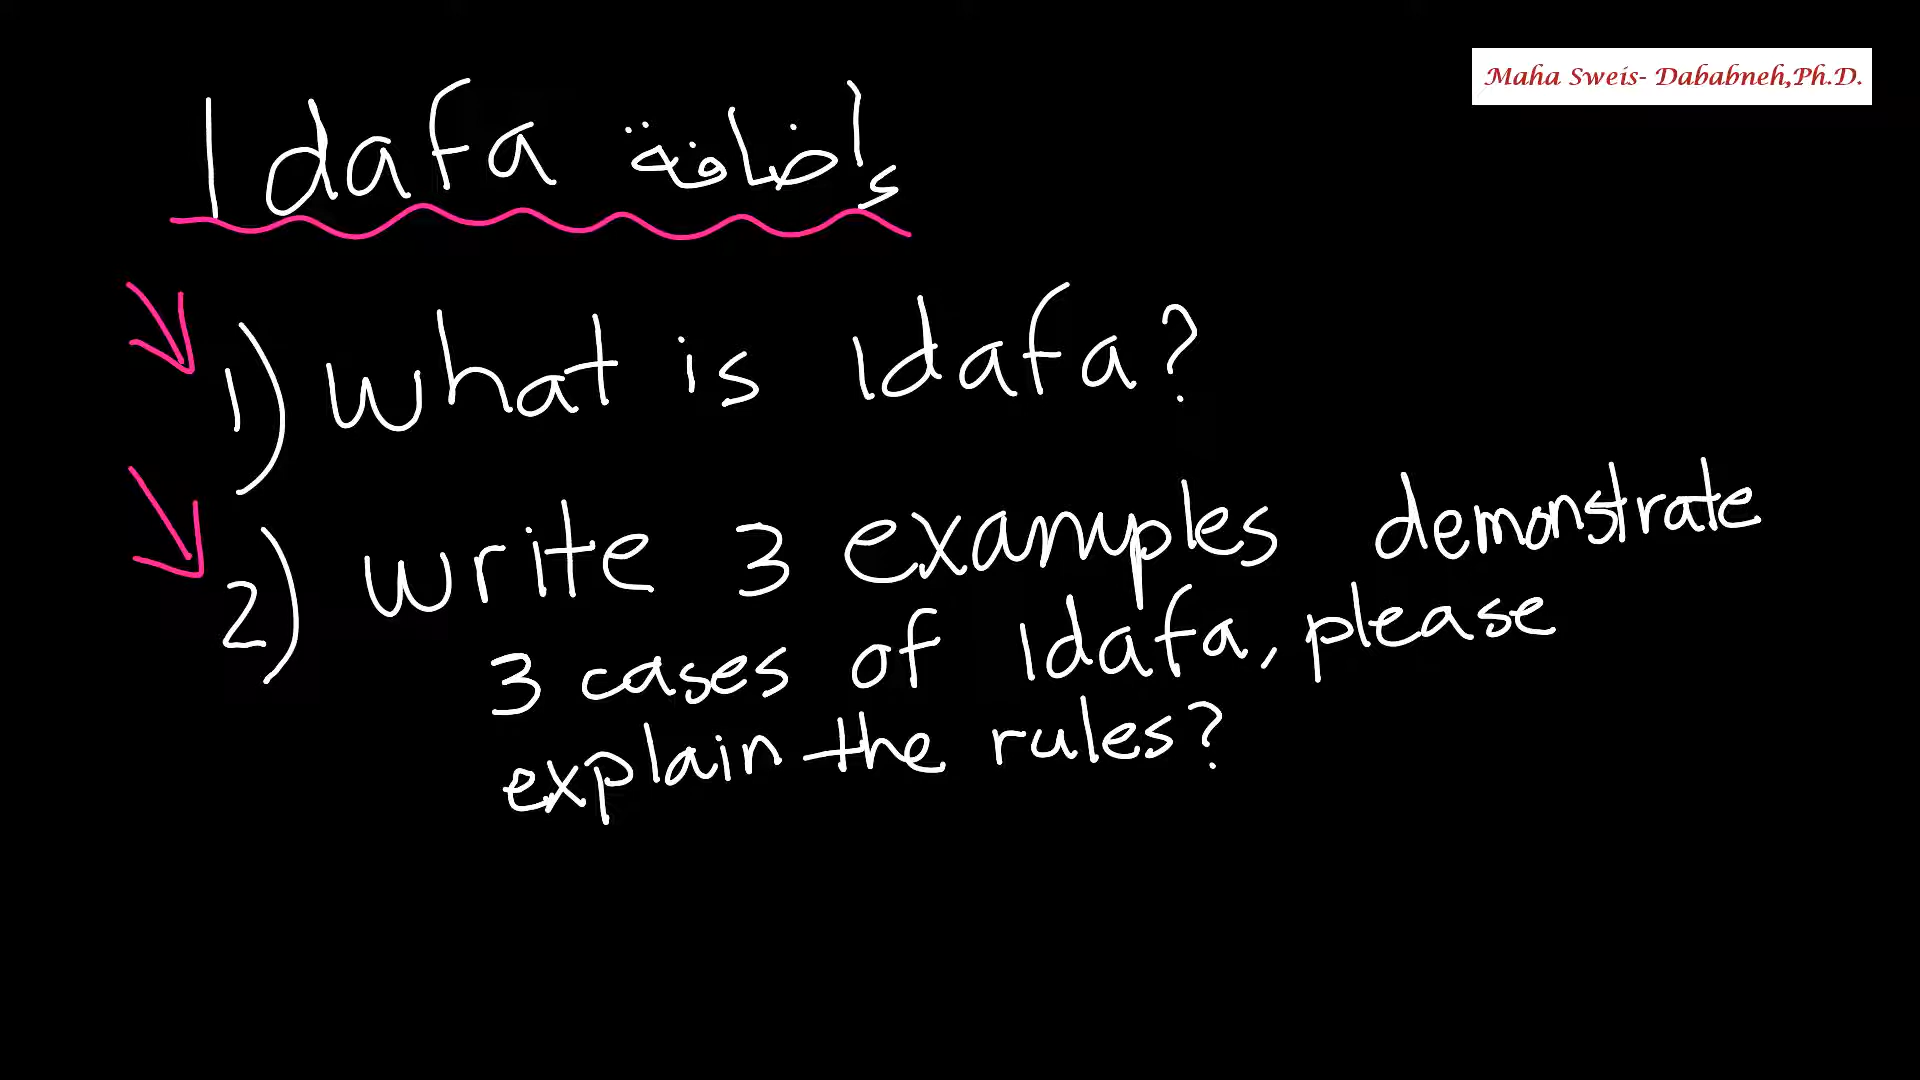 Maha Sweis- Dababneh,Ph.D.
Idafa إضافة
1) What is Idafa?
2) Write 3 examples demonstrate
3 cases of Idafa, please
explain the rules?